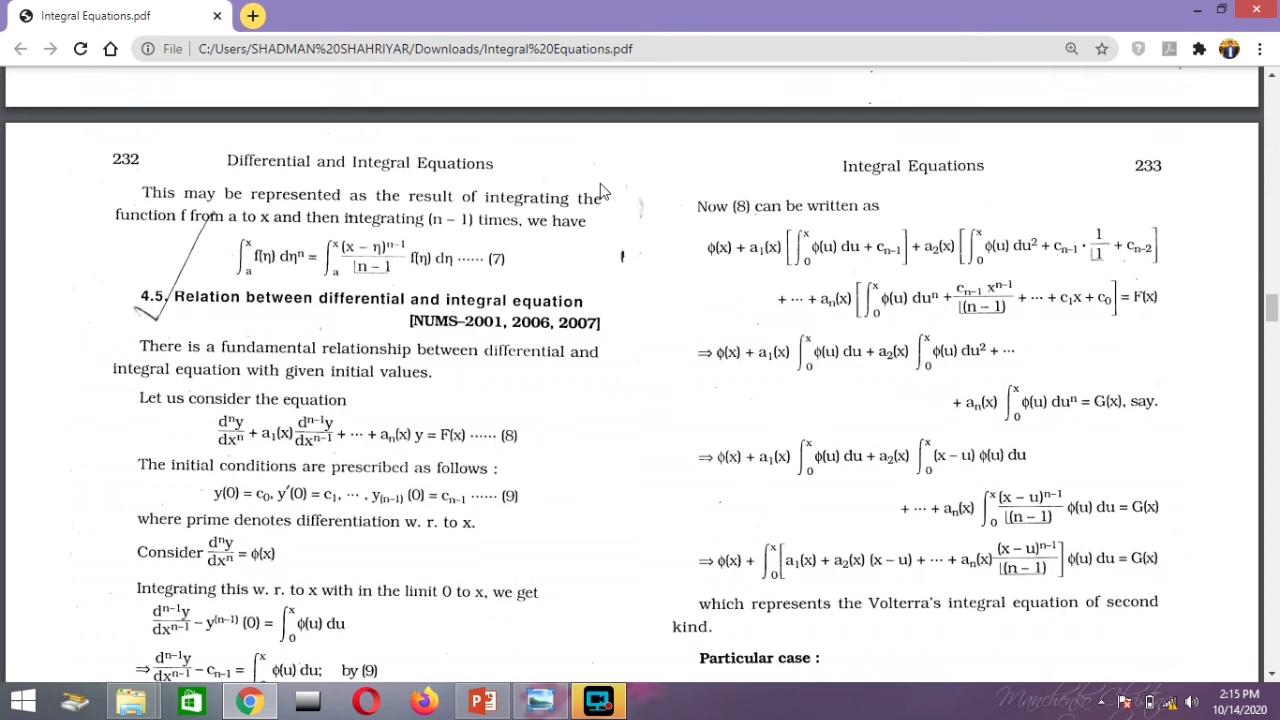 Integral Equations.pdf
File C:/Users/SHADMAN%20SHAHRIYAR/Downloads/Integral%20Equations.pdf
232 Differential and Integral Equations
This may be represented as the result of integrating the
function f from a to x and then integrating (n – 1) times, we have
∫ₐˣ f(η) dηⁿ = ∫ₐˣ (x – η)ⁿ⁻¹ / |n – 1 f(η) dη ······ (7)
4.5. Relation between differential and integral equation
[NUMS–2001, 2006, 2007]
There is a fundamental relationship between differential and
integral equation with given initial values.
Let us consider the equation
dⁿy/dxⁿ + a₁(x) dⁿ⁻¹y/dxⁿ⁻¹ + ··· + aₙ(x) y = F(x) ······ (8)
The initial conditions are prescribed as follows :
y(0) = c₀, y′(0) = c₁, ··· , y₍ₙ₋₁₎ (0) = cₙ₋₁ ······ (9)
where prime denotes differentiation w. r. to x.
Consider dⁿy/dxⁿ = ϕ(x)
Integrating this w. r. to x with in the limit 0 to x, we get
dⁿ⁻¹y/dxⁿ⁻¹ – y⁽ⁿ⁻¹⁾ (0) = ∫₀ˣ ϕ(u) du
⇒ dⁿ⁻¹y/dxⁿ⁻¹ – cₙ₋₁ = ∫₀ˣ ϕ(u) du; by (9)
Integral Equations 233
Now (8) can be written as
ϕ(x) + a₁(x) [∫₀ˣ ϕ(u) du + cₙ₋₁] + a₂(x) [∫₀ˣ ϕ(u) du² + cₙ₋₁ · 1/|1 + cₙ₋₂]
+ ··· + aₙ(x) [∫₀ˣ ϕ(u) duⁿ + cₙ₋₁ xⁿ⁻¹ / |(n – 1) + ··· + c₁x + c₀] = F(x)
⇒ ϕ(x) + a₁(x) ∫₀ˣ ϕ(u) du + a₂(x) ∫₀ˣ ϕ(u) du² + ···
+ aₙ(x) ∫₀ˣ ϕ(u) duⁿ = G(x), say.
⇒ ϕ(x) + a₁(x) ∫₀ˣ ϕ(u) du + a₂(x) ∫₀ˣ (x – u) ϕ(u) du
+ ··· + aₙ(x) ∫₀ˣ (x – u)ⁿ⁻¹ / |(n – 1) ϕ(u) du = G(x)
⇒ ϕ(x) + ∫₀ˣ [a₁(x) + a₂(x) (x – u) + ··· + aₙ(x) (x – u)ⁿ⁻¹ / |(n – 1)] ϕ(u) du = G(x)
which represents the Volterra's integral equation of second
kind.
Particular case :
2:15 PM
10/14/2020